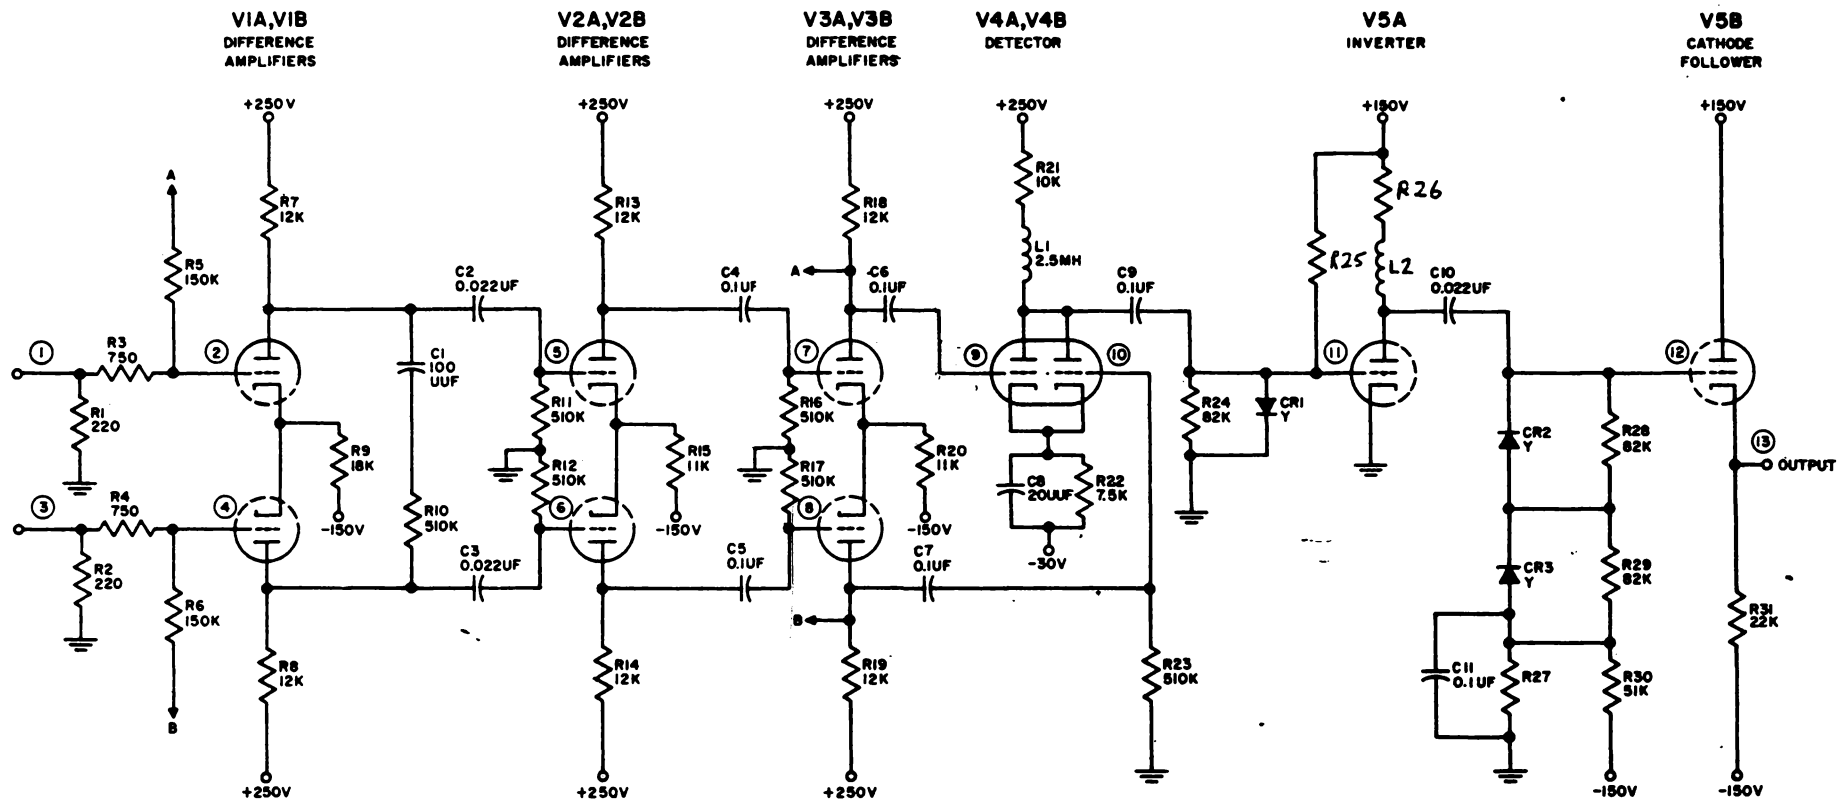 V1A,V1B
DIFFERENCE
AMPLIFIERS
V2A,V2B
DIFFERENCE
AMPLIFIERS
V3A,V3B
DIFFERENCE
AMPLIFIERS
V4A,V4B
DETECTOR
V5A
INVERTER
V5B
CATHODE
FOLLOWER
+250V
+250V
+250V
+250V
+150V
+150V
A
R7
12K
R13
12K
R18
12K
R21
10K
R26
R5
150K
L1
2.5MH
R25
L2
C2
0.022UF
C4
0.1UF
A
C6
0.1UF
C9
0.1UF
C10
0.022UF
1
R3
750
2
C1
100
UUF
5
7
9
10
11
12
R1
220
R9
18K
R11
510K
R15
11K
R16
510K
R20
11K
R24
82K
CR1
Y
CR2
Y
R28
82K
13
OUTPUT
3
R4
750
4
R10
510K
R12
510K
6
R17
510K
8
C8
20UUF
R22
7.5K
-150V
-150V
-150V
-30V
R2
220
R6
150K
C3
0.022UF
C5
0.1UF
C7
0.1UF
CR3
Y
R29
82K
B
R31
22K
R8
12K
R14
12K
R19
12K
R23
510K
C11
0.1UF
R27
R30
51K
B
+250V
+250V
+250V
-150V
-150V